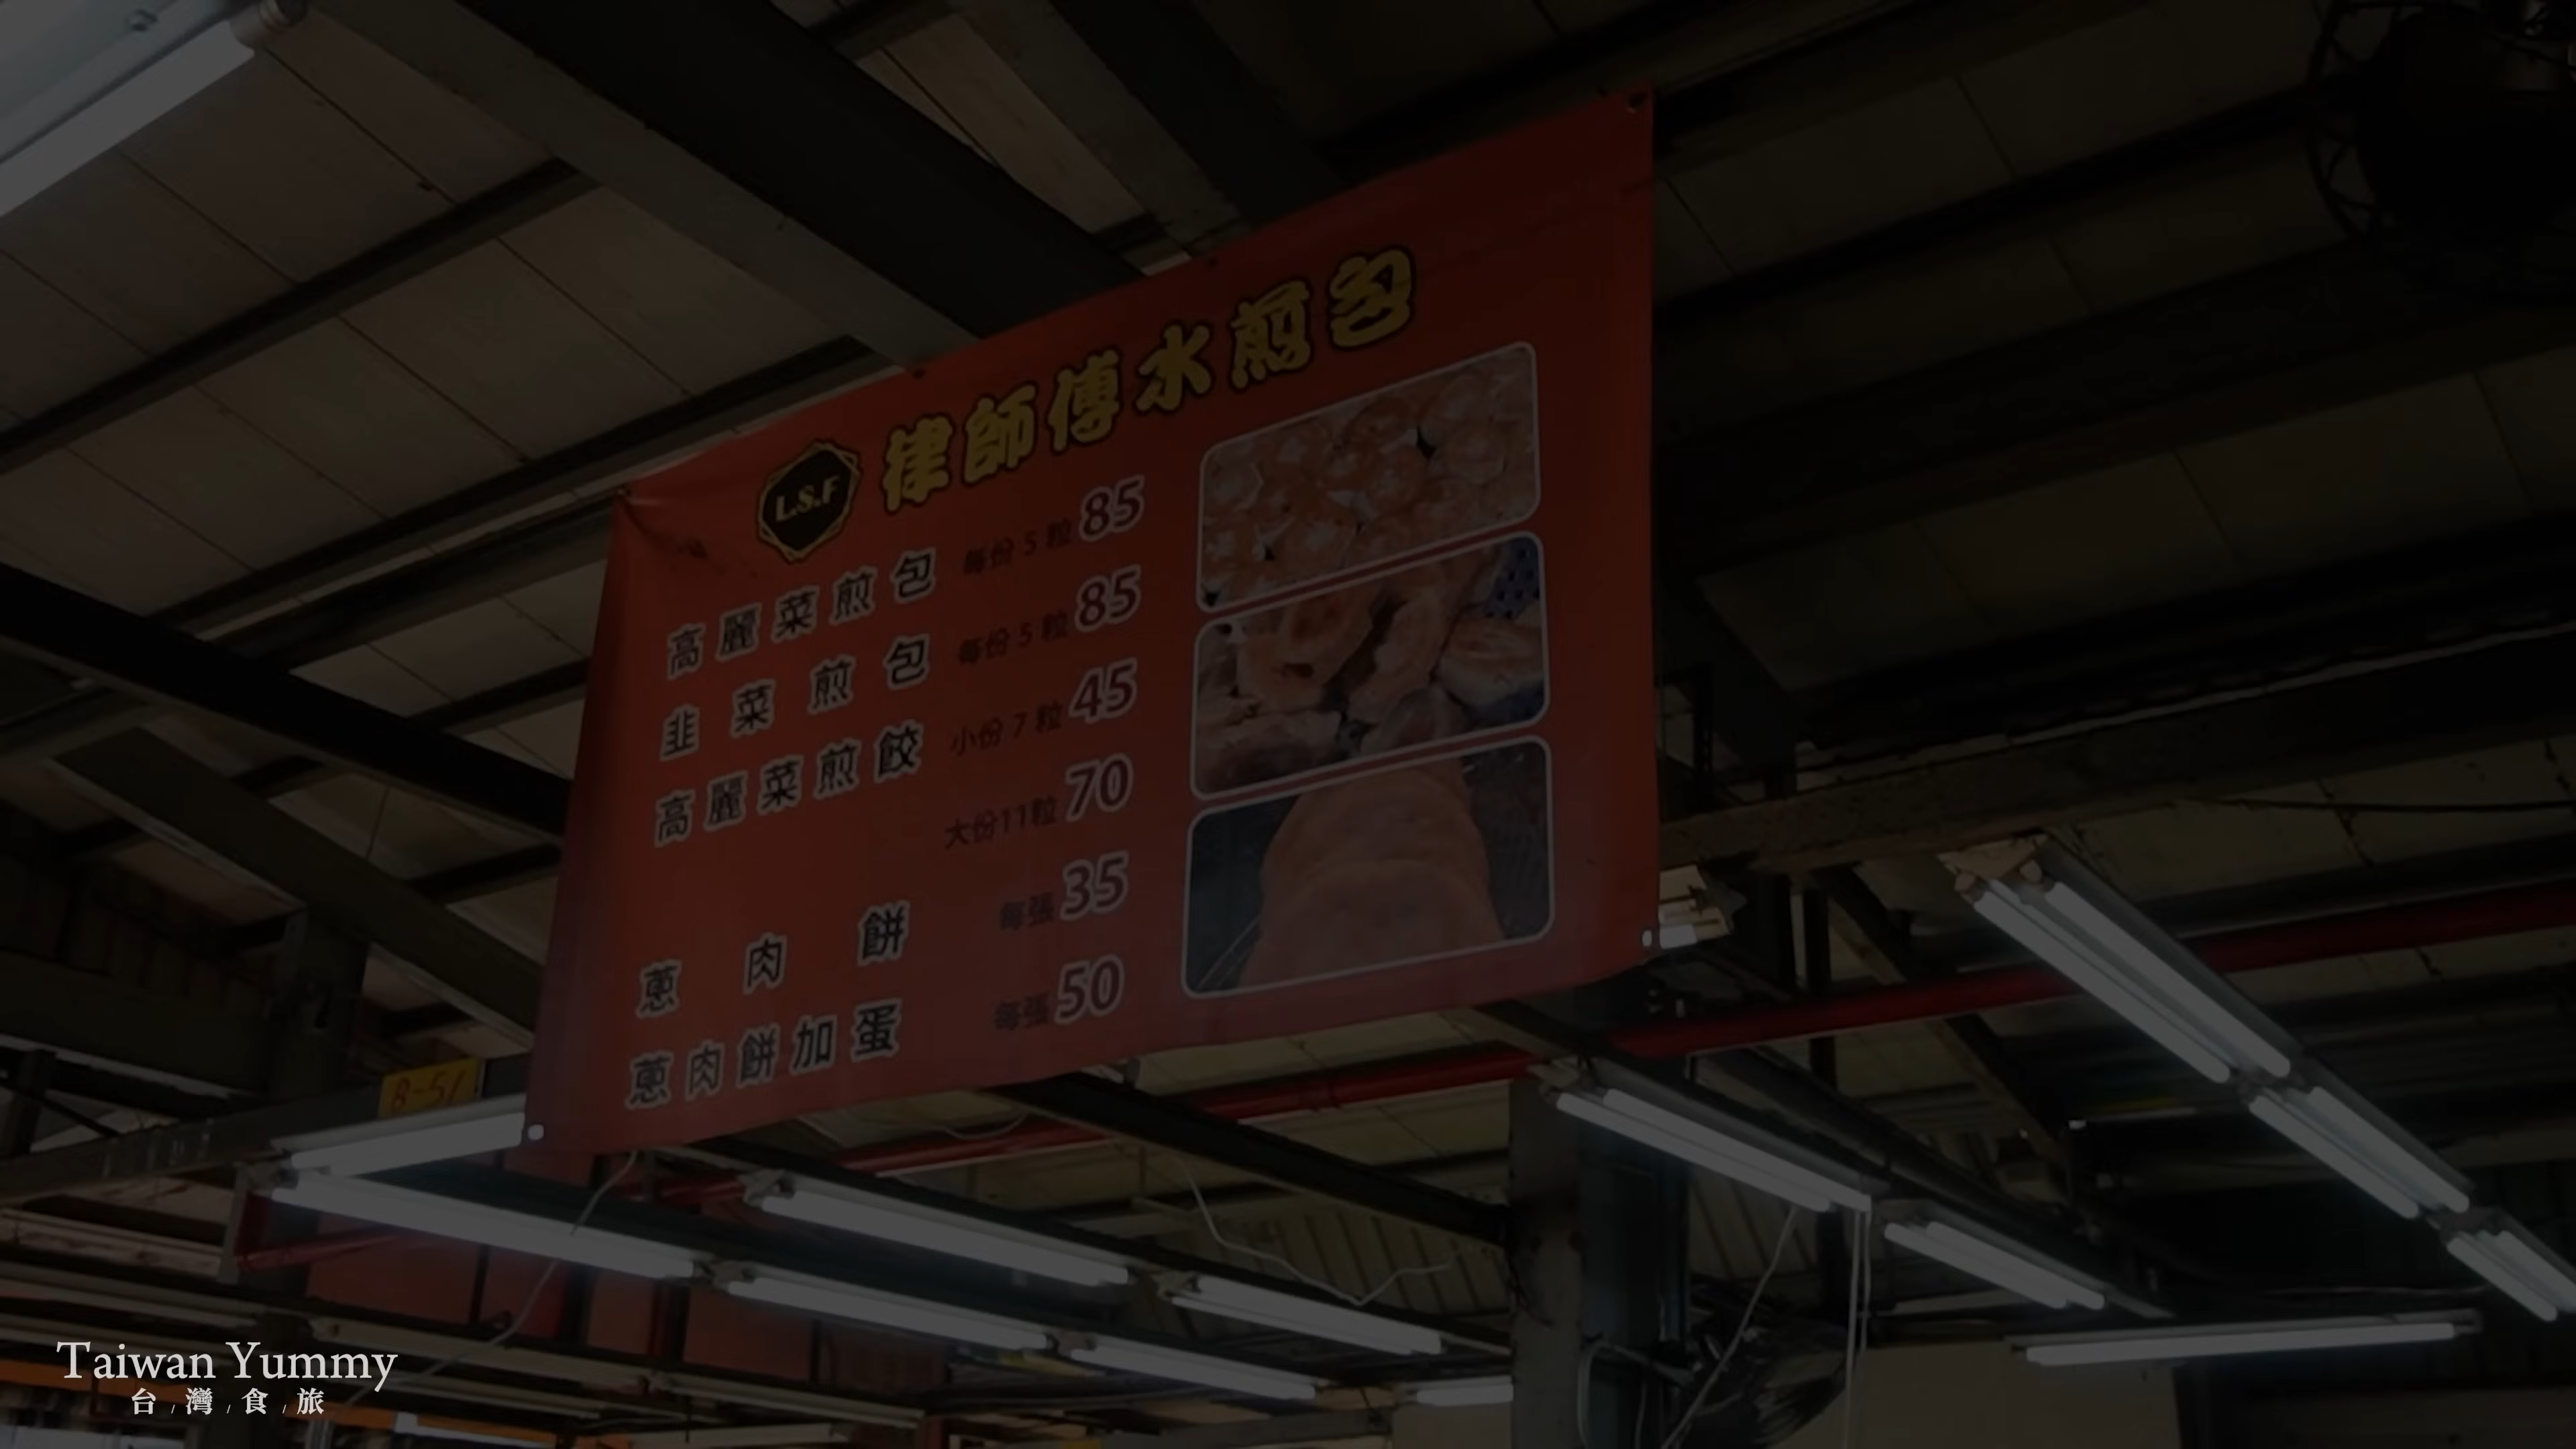 律師傅水煎包
L.S.F
高麗菜煎包 每份 5 粒 85
韭菜煎包 每份 5 粒 85
高麗菜煎餃 小份 7 粒 45
大份11粒 70
蔥肉餅 每張 35
蔥肉餅加蛋 每張 50
B-51
Taiwan Yummy
台/灣/食/旅